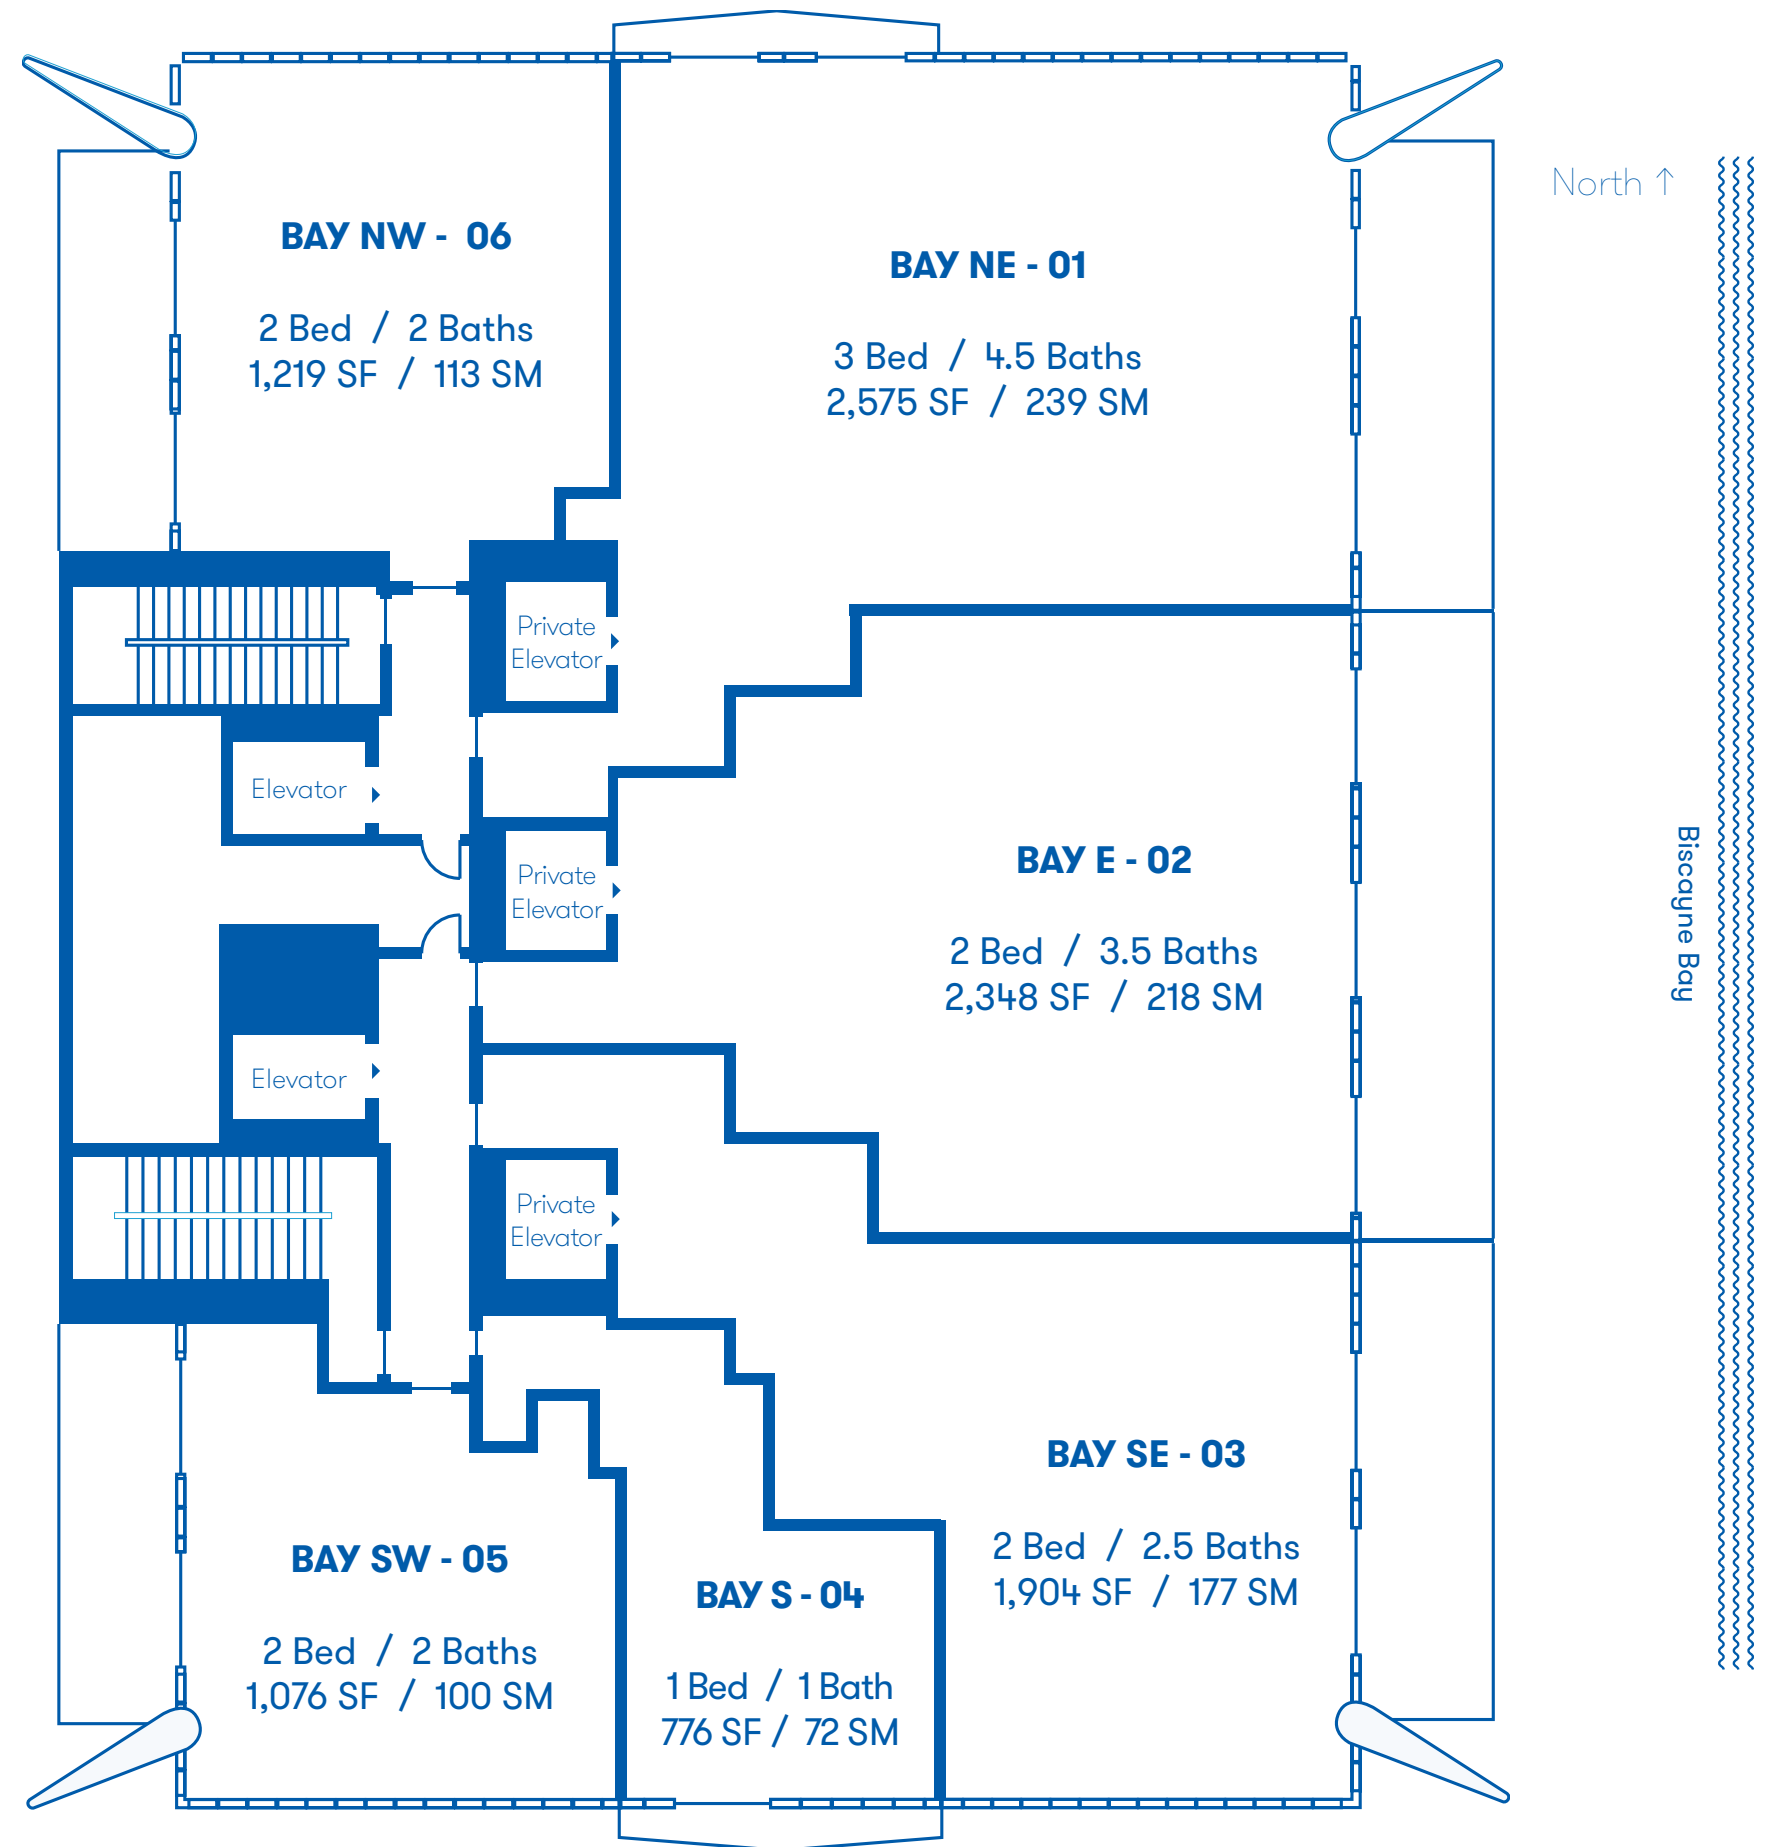 North ↑
BAY NW - 06
2 Bed / 2 Baths
1,219 SF / 113 SM
BAY NE - 01
3 Bed / 4.5 Baths
2,575 SF / 239 SM
Private
Elevator
Elevator
Private
Elevator
BAY E - 02
2 Bed / 3.5 Baths
2,348 SF / 218 SM
Biscayne Bay
Elevator
Private
Elevator
BAY SE - 03
2 Bed / 2.5 Baths
1,904 SF / 177 SM
BAY SW - 05
2 Bed / 2 Baths
1,076 SF / 100 SM
BAY S - 04
1 Bed / 1 Bath
776 SF / 72 SM